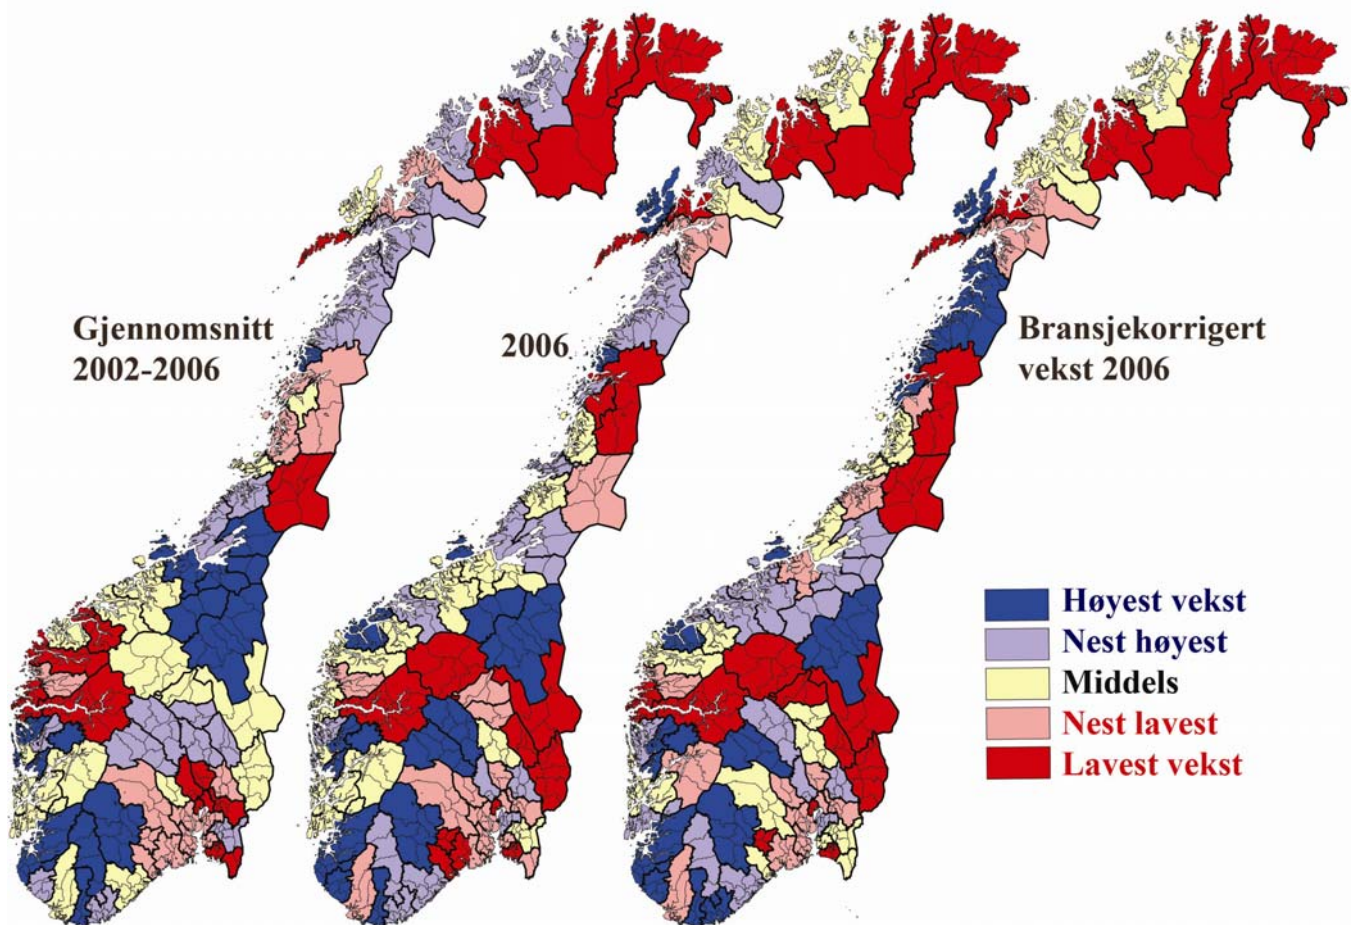 Gjennomsnitt
2002-2006
2006
Bransjekorrigert
vekst 2006
Høyest vekst
Nest høyest
Middels
Nest lavest
Lavest vekst